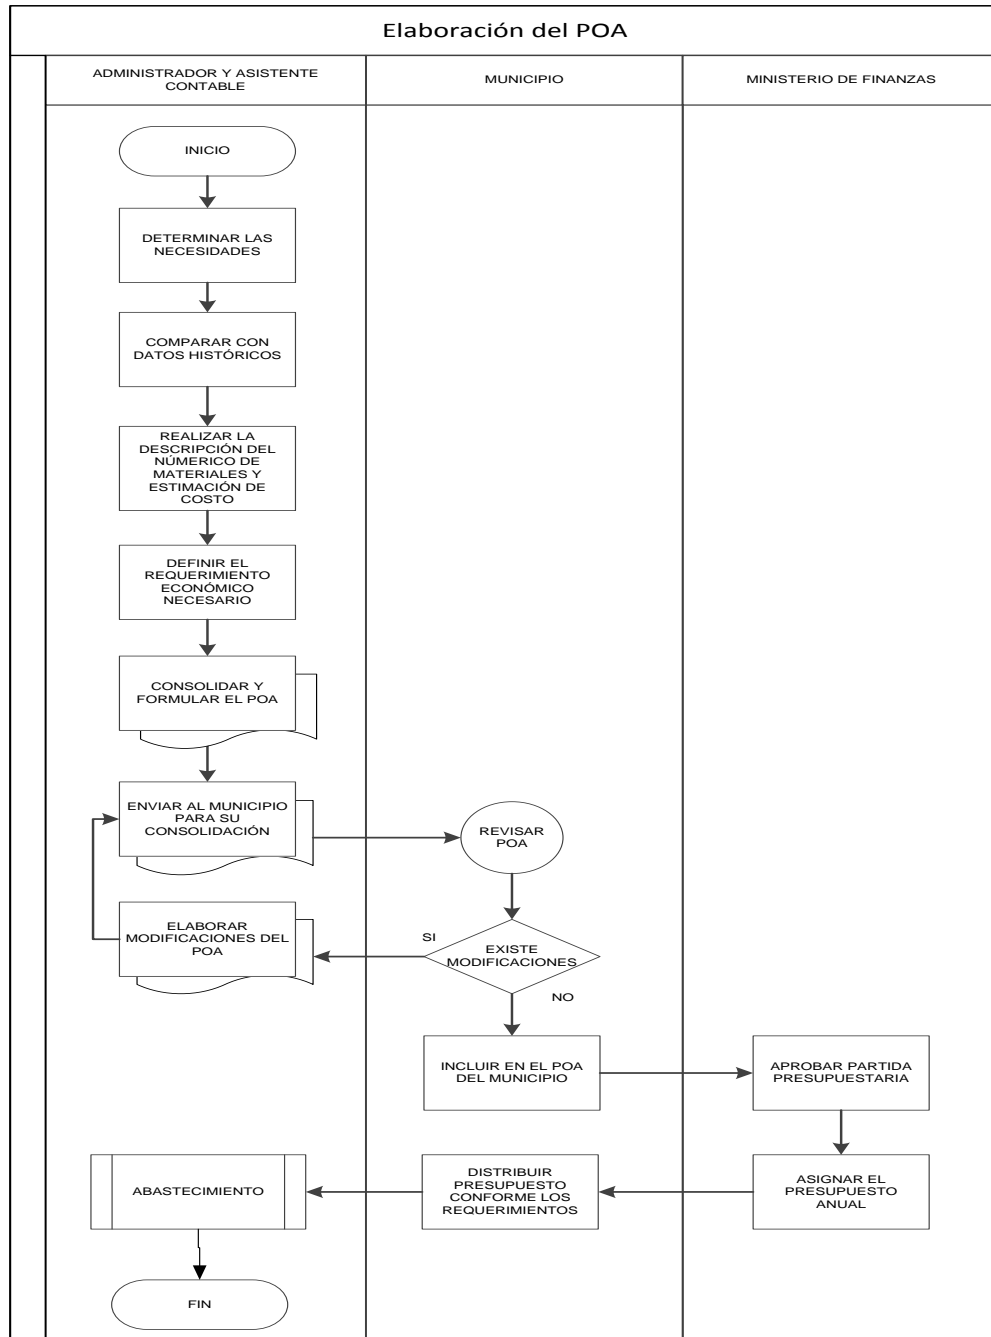 Elaboración del POA
ADMINISTRADOR Y ASISTENTE
CONTABLE
MUNICIPIO
MINISTERIO DE FINANZAS
INICIO
DETERMINAR LAS
NECESIDADES
COMPARAR CON
DATOS HISTÓRICOS
REALIZAR LA
DESCRIPCIÓN DEL
NÚMERICO DE
MATERIALES Y
ESTIMACIÓN DE
COSTO
DEFINIR EL
REQUERIMIENTO
ECONÓMICO
NECESARIO
CONSOLIDAR Y
FORMULAR EL POA
ENVIAR AL MUNICIPIO
PARA SU
CONSOLIDACIÓN
REVISAR
POA
ELABORAR
MODIFICACIONES DEL
POA
SI
EXISTE
MODIFICACIONES
NO
INCLUIR EN EL POA
DEL MUNICIPIO
APROBAR PARTIDA
PRESUPUESTARIA
ABASTECIMIENTO
DISTRIBUIR
PRESUPUESTO
CONFORME LOS
REQUERIMIENTOS
ASIGNAR EL
PRESUPUESTO
ANUAL
FIN